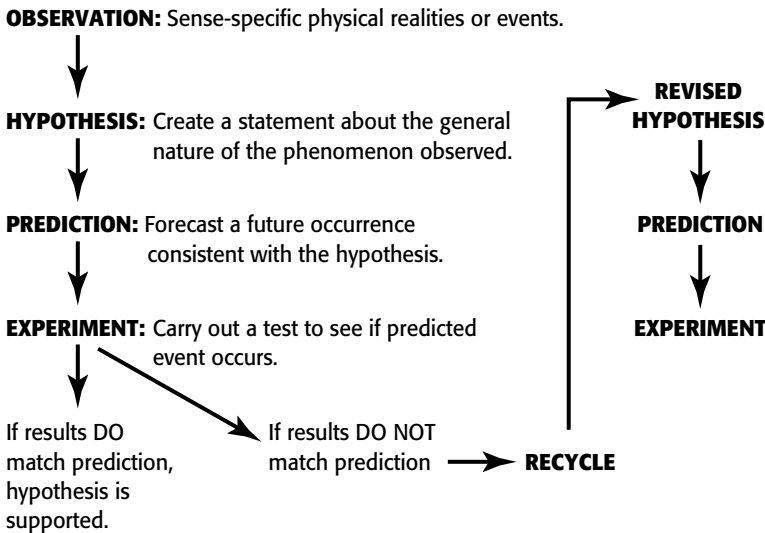 OBSERVATION: Sense-specific physical realities or events.
HYPOTHESIS: Create a statement about the general
nature of the phenomenon observed.
PREDICTION: Forecast a future occurrence
consistent with the hypothesis.
EXPERIMENT: Carry out a test to see if predicted
event occurs.
If results DO
match prediction,
hypothesis is
supported.
If results DO NOT
match prediction
RECYCLE
REVISED
HYPOTHESIS
PREDICTION
EXPERIMENT